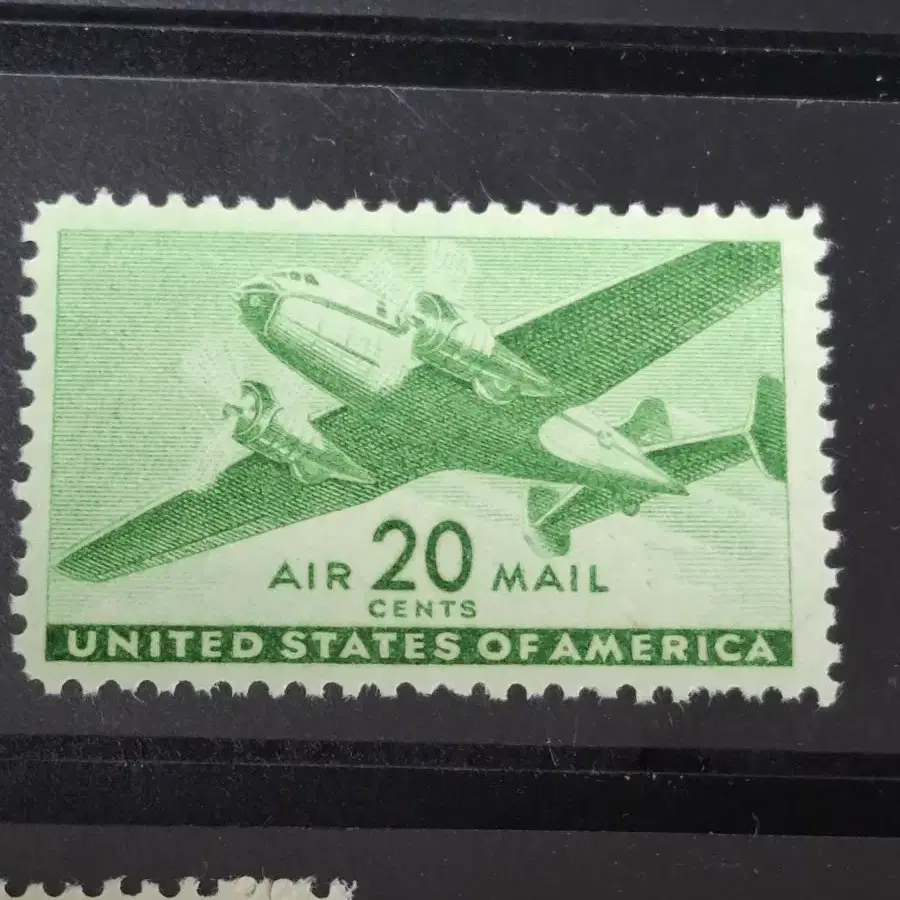 AIR 20 MAIL
CENTS
UNITED STATES OF AMERICA